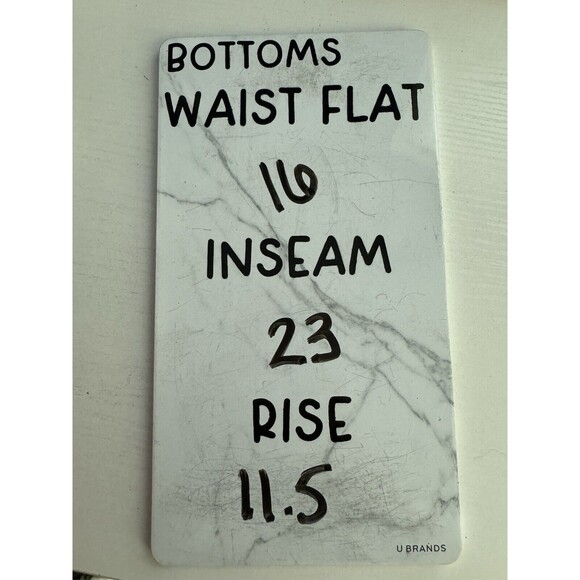 BOTTOMS
WAIST FLAT
16
INSEAM
23
RISE
11.5
U BRANDS